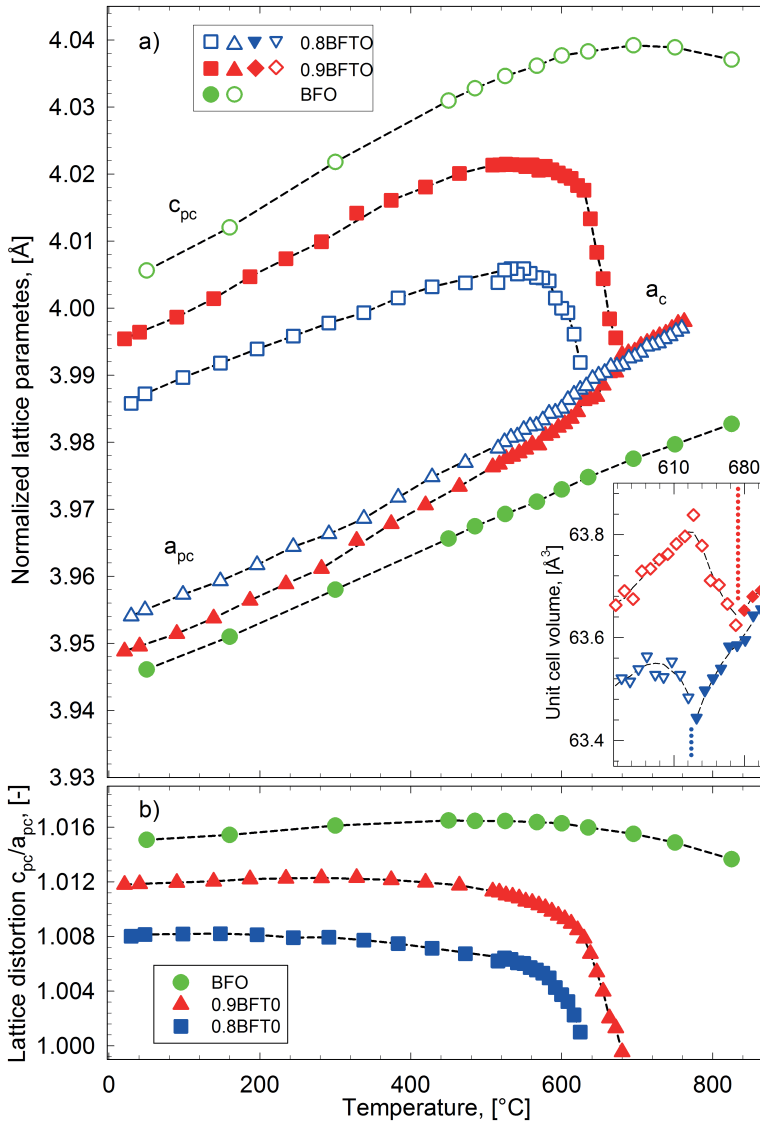 a)
0.8BFTO
0.9BFTO
BFO
Normalized lattice parametes, [Å]
4.04
4.03
4.02
4.01
4.00
3.99
3.98
3.97
3.96
3.95
3.94
3.93
c_pc
a_c
a_pc
610 680
Unit cell volume, [Å³]
63.8
63.6
63.4
b)
Lattice distortion c_pc/a_pc, [-]
1.016
1.012
1.008
1.004
1.000
BFO
0.9BFT0
0.8BFT0
0 200 400 600 800
Temperature, [°C]